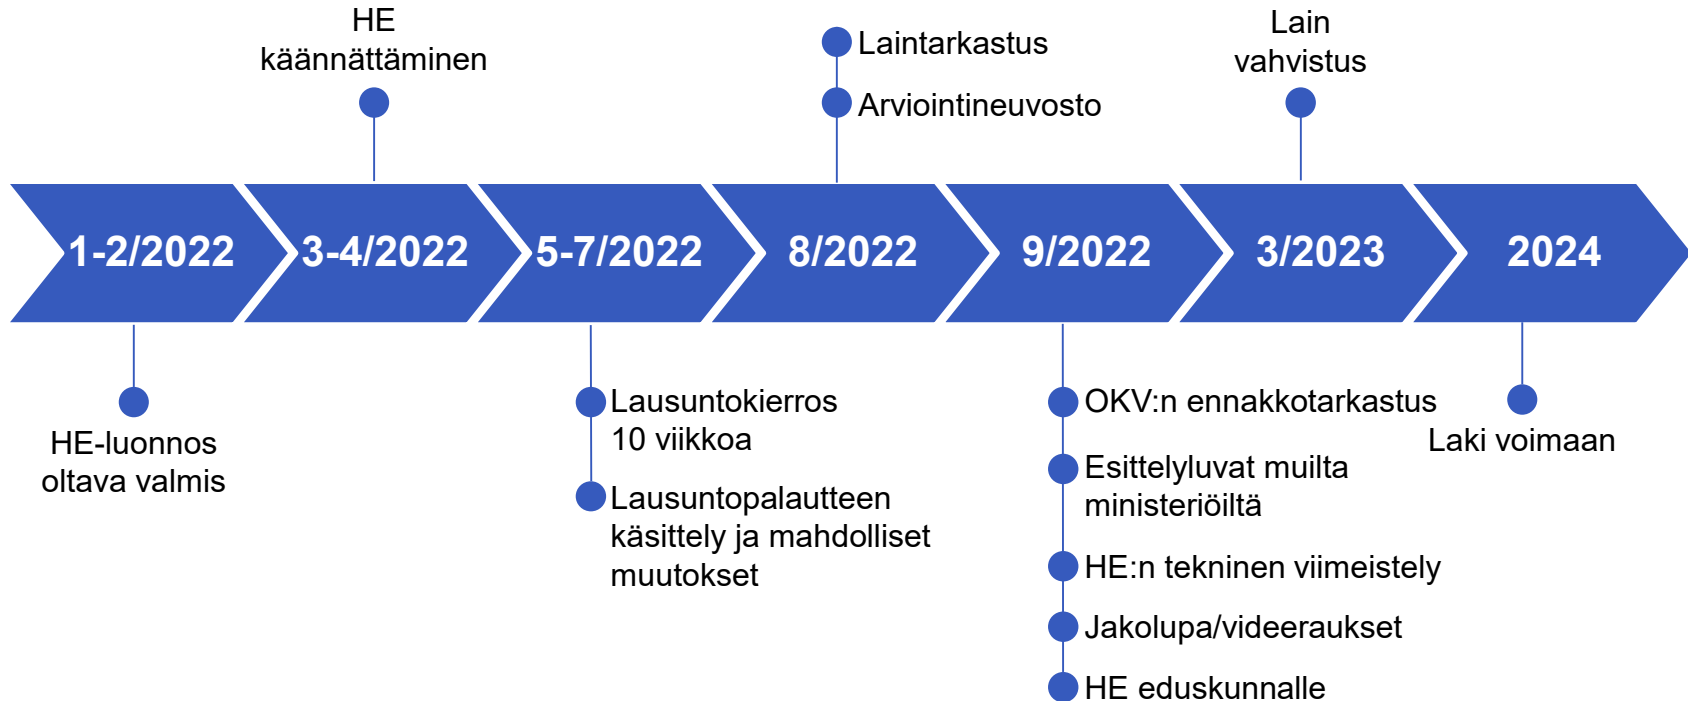 HE
käännättäminen
Laintarkastus
Arviointineuvosto
Lain
vahvistus
1-2/2022
3-4/2022
5-7/2022
8/2022
9/2022
3/2023
2024
HE-luonnos
oltava valmis
Lausuntokierros
10 viikkoa
Lausuntopalautteen
käsittely ja mahdolliset
muutokset
OKV:n ennakkotarkastus
Esittelyluvat muilta
ministeriöiltä
HE:n tekninen viimeistely
Jakolupa/videeraukset
HE eduskunnalle
Laki voimaan